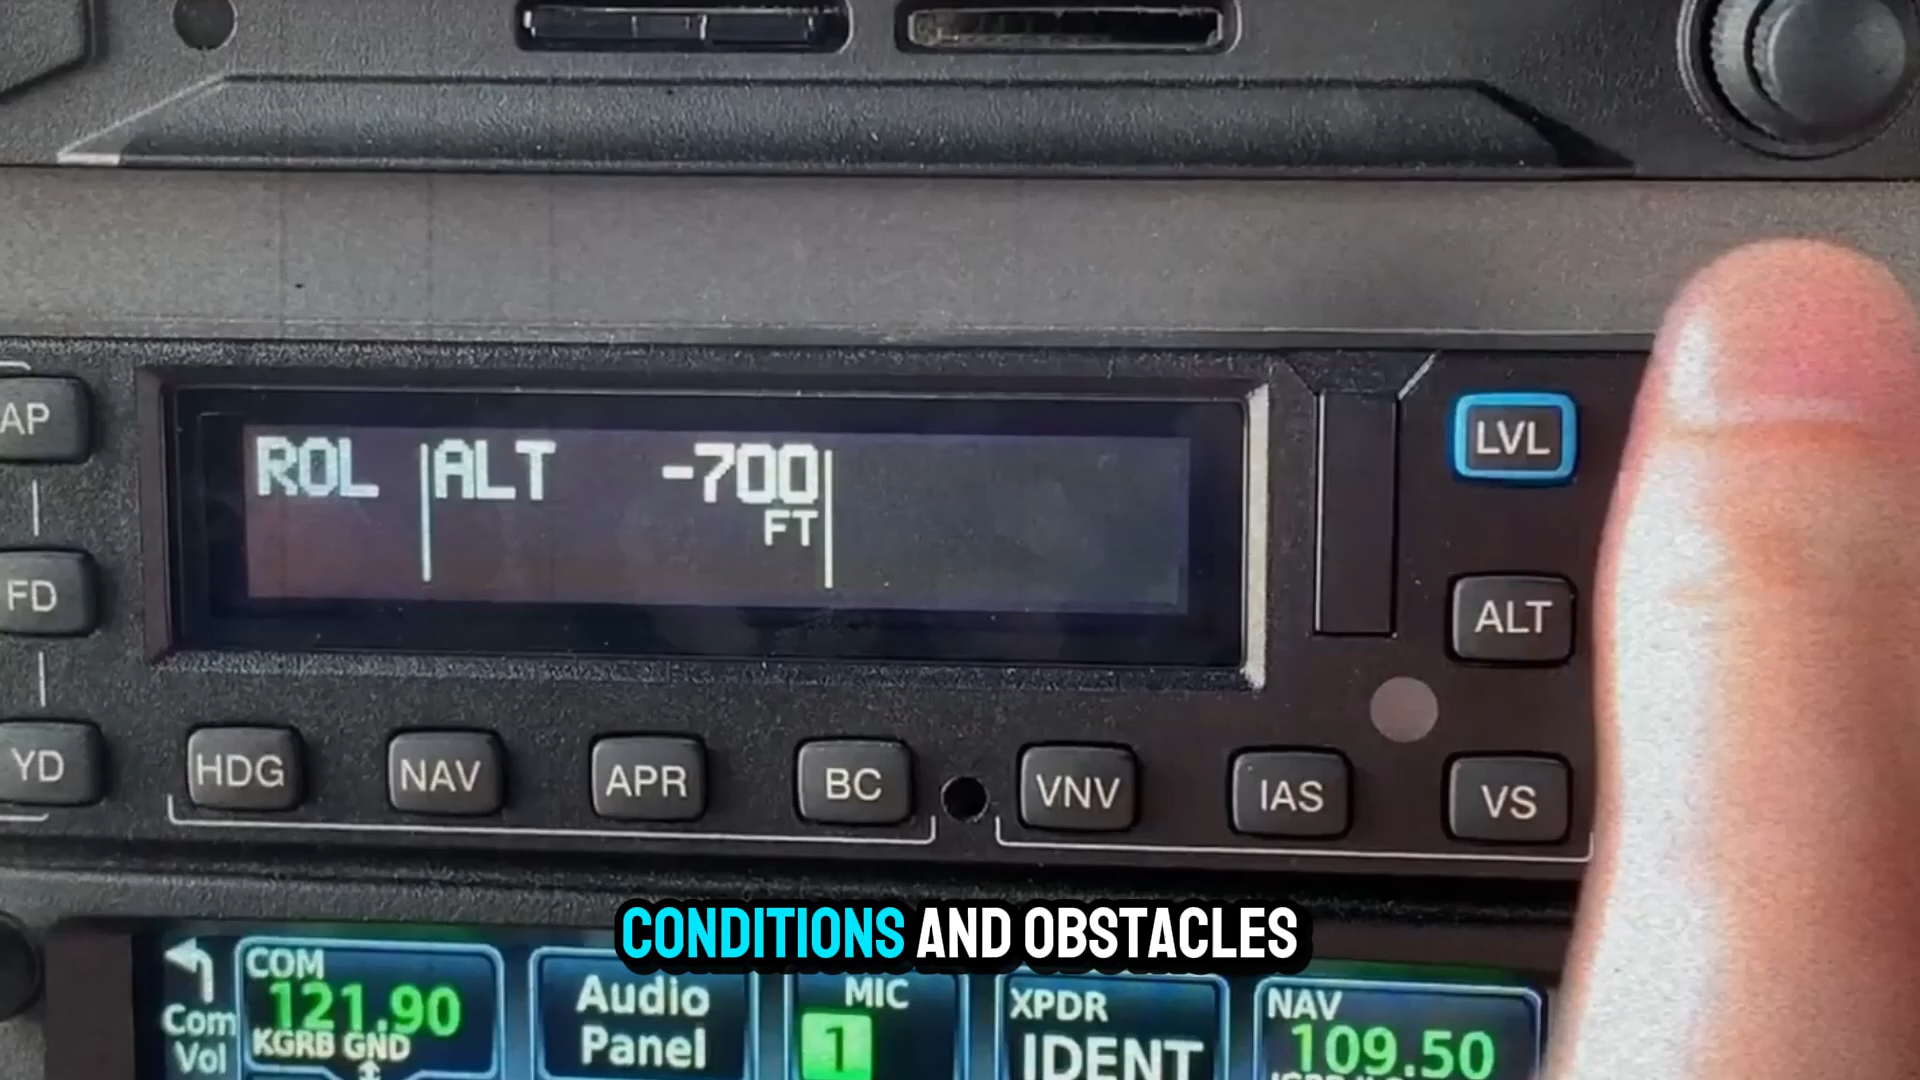 AP
ROL ALT -700
FT
LVL
FD
ALT
YD
HDG NAV APR BC VNV IAS VS
CONDITIONS AND OBSTACLES
Com
Vol
COM
121.90
KGRB GND
Audio
Panel
MIC
1
XPDR
IDENT
NAV
109.50